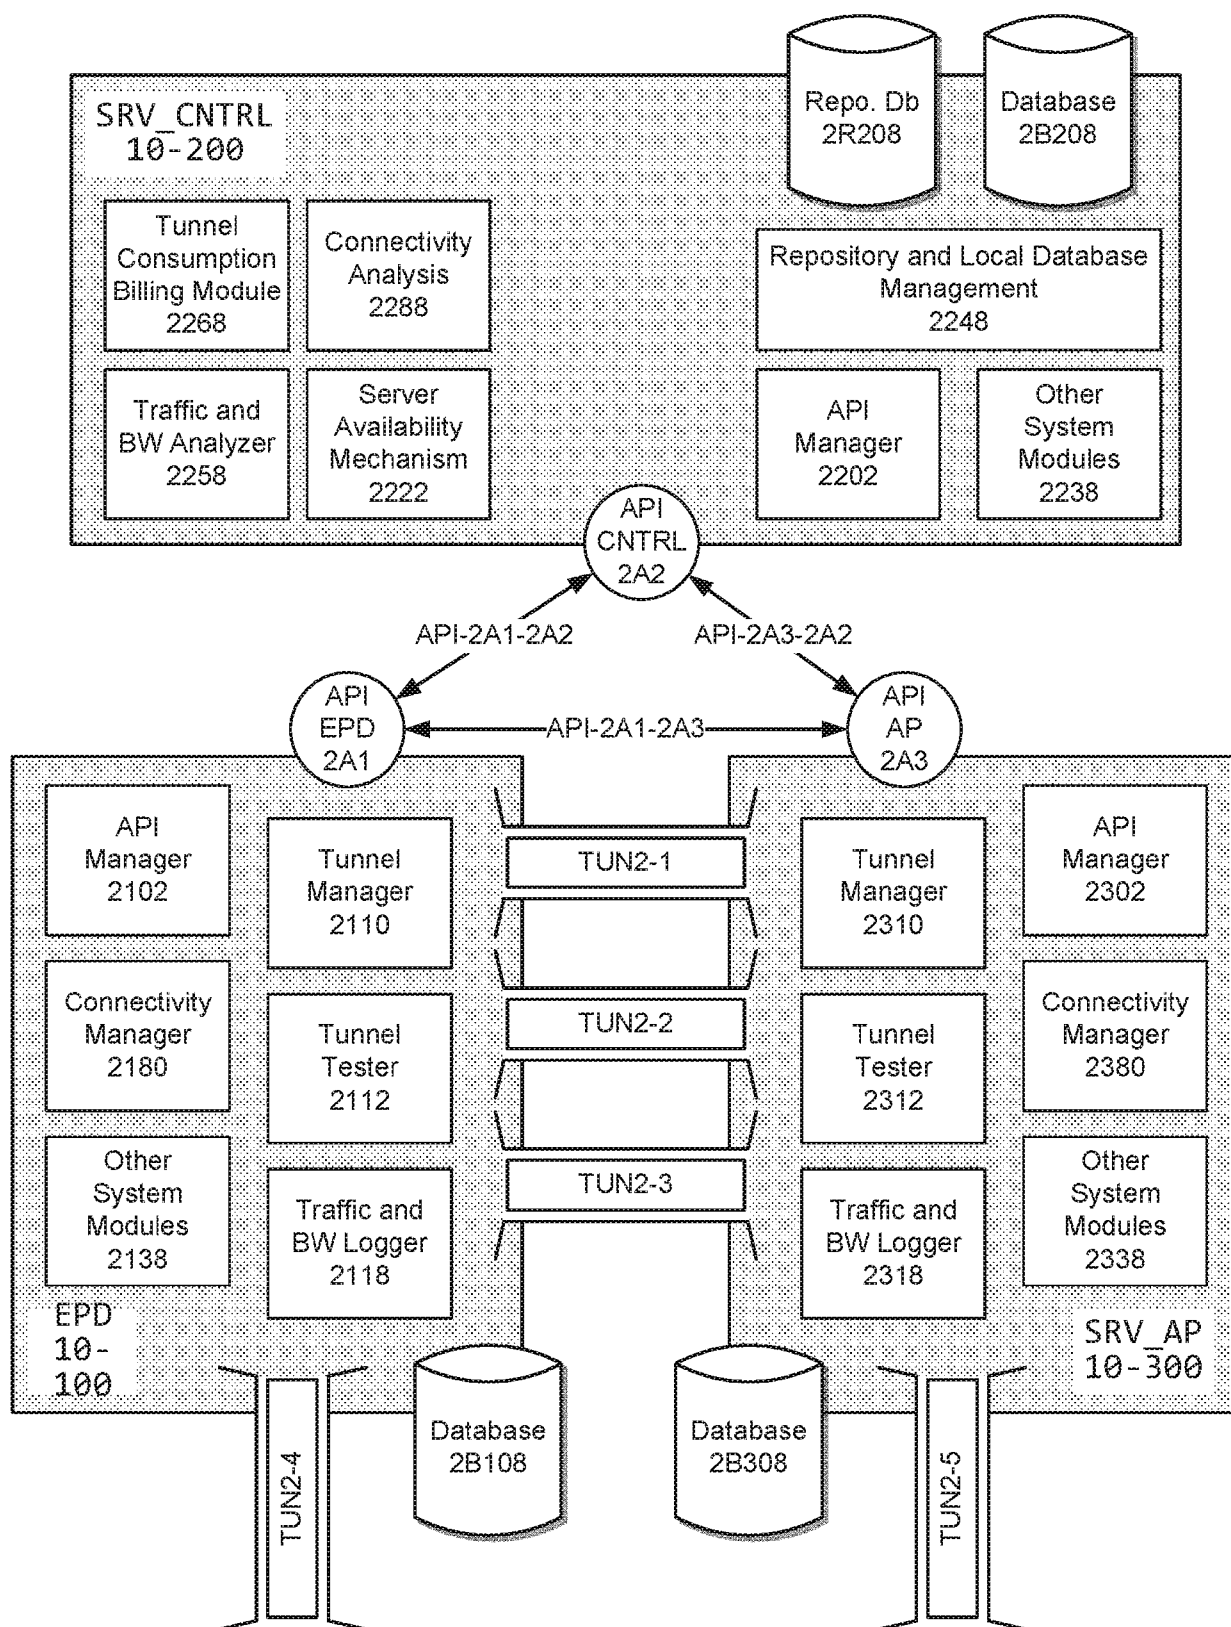 Repo. Db
2R208
Database
2B208
SRV_CNTRL
10-200
Tunnel
Consumption
Billing Module
2268
Connectivity
Analysis
2288
Repository and Local Database
Management
2248
Traffic and
BW Analyzer
2258
Server
Availability
Mechanism
2222
API
Manager
2202
Other
System
Modules
2238
API
CNTRL
2A2
API-2A1-2A2
API-2A3-2A2
API
EPD
2A1
API-2A1-2A3
API
AP
2A3
API
Manager
2102
Tunnel
Manager
2110
TUN2-1
Tunnel
Manager
2310
API
Manager
2302
Connectivity
Manager
2180
Tunnel
Tester
2112
TUN2-2
Tunnel
Tester
2312
Connectivity
Manager
2380
Other
System
Modules
2138
Traffic and
BW Logger
2118
TUN2-3
Traffic and
BW Logger
2318
Other
System
Modules
2338
EPD
10-
100
SRV_AP
10-300
TUN2-4
Database
2B108
Database
2B308
TUN2-5